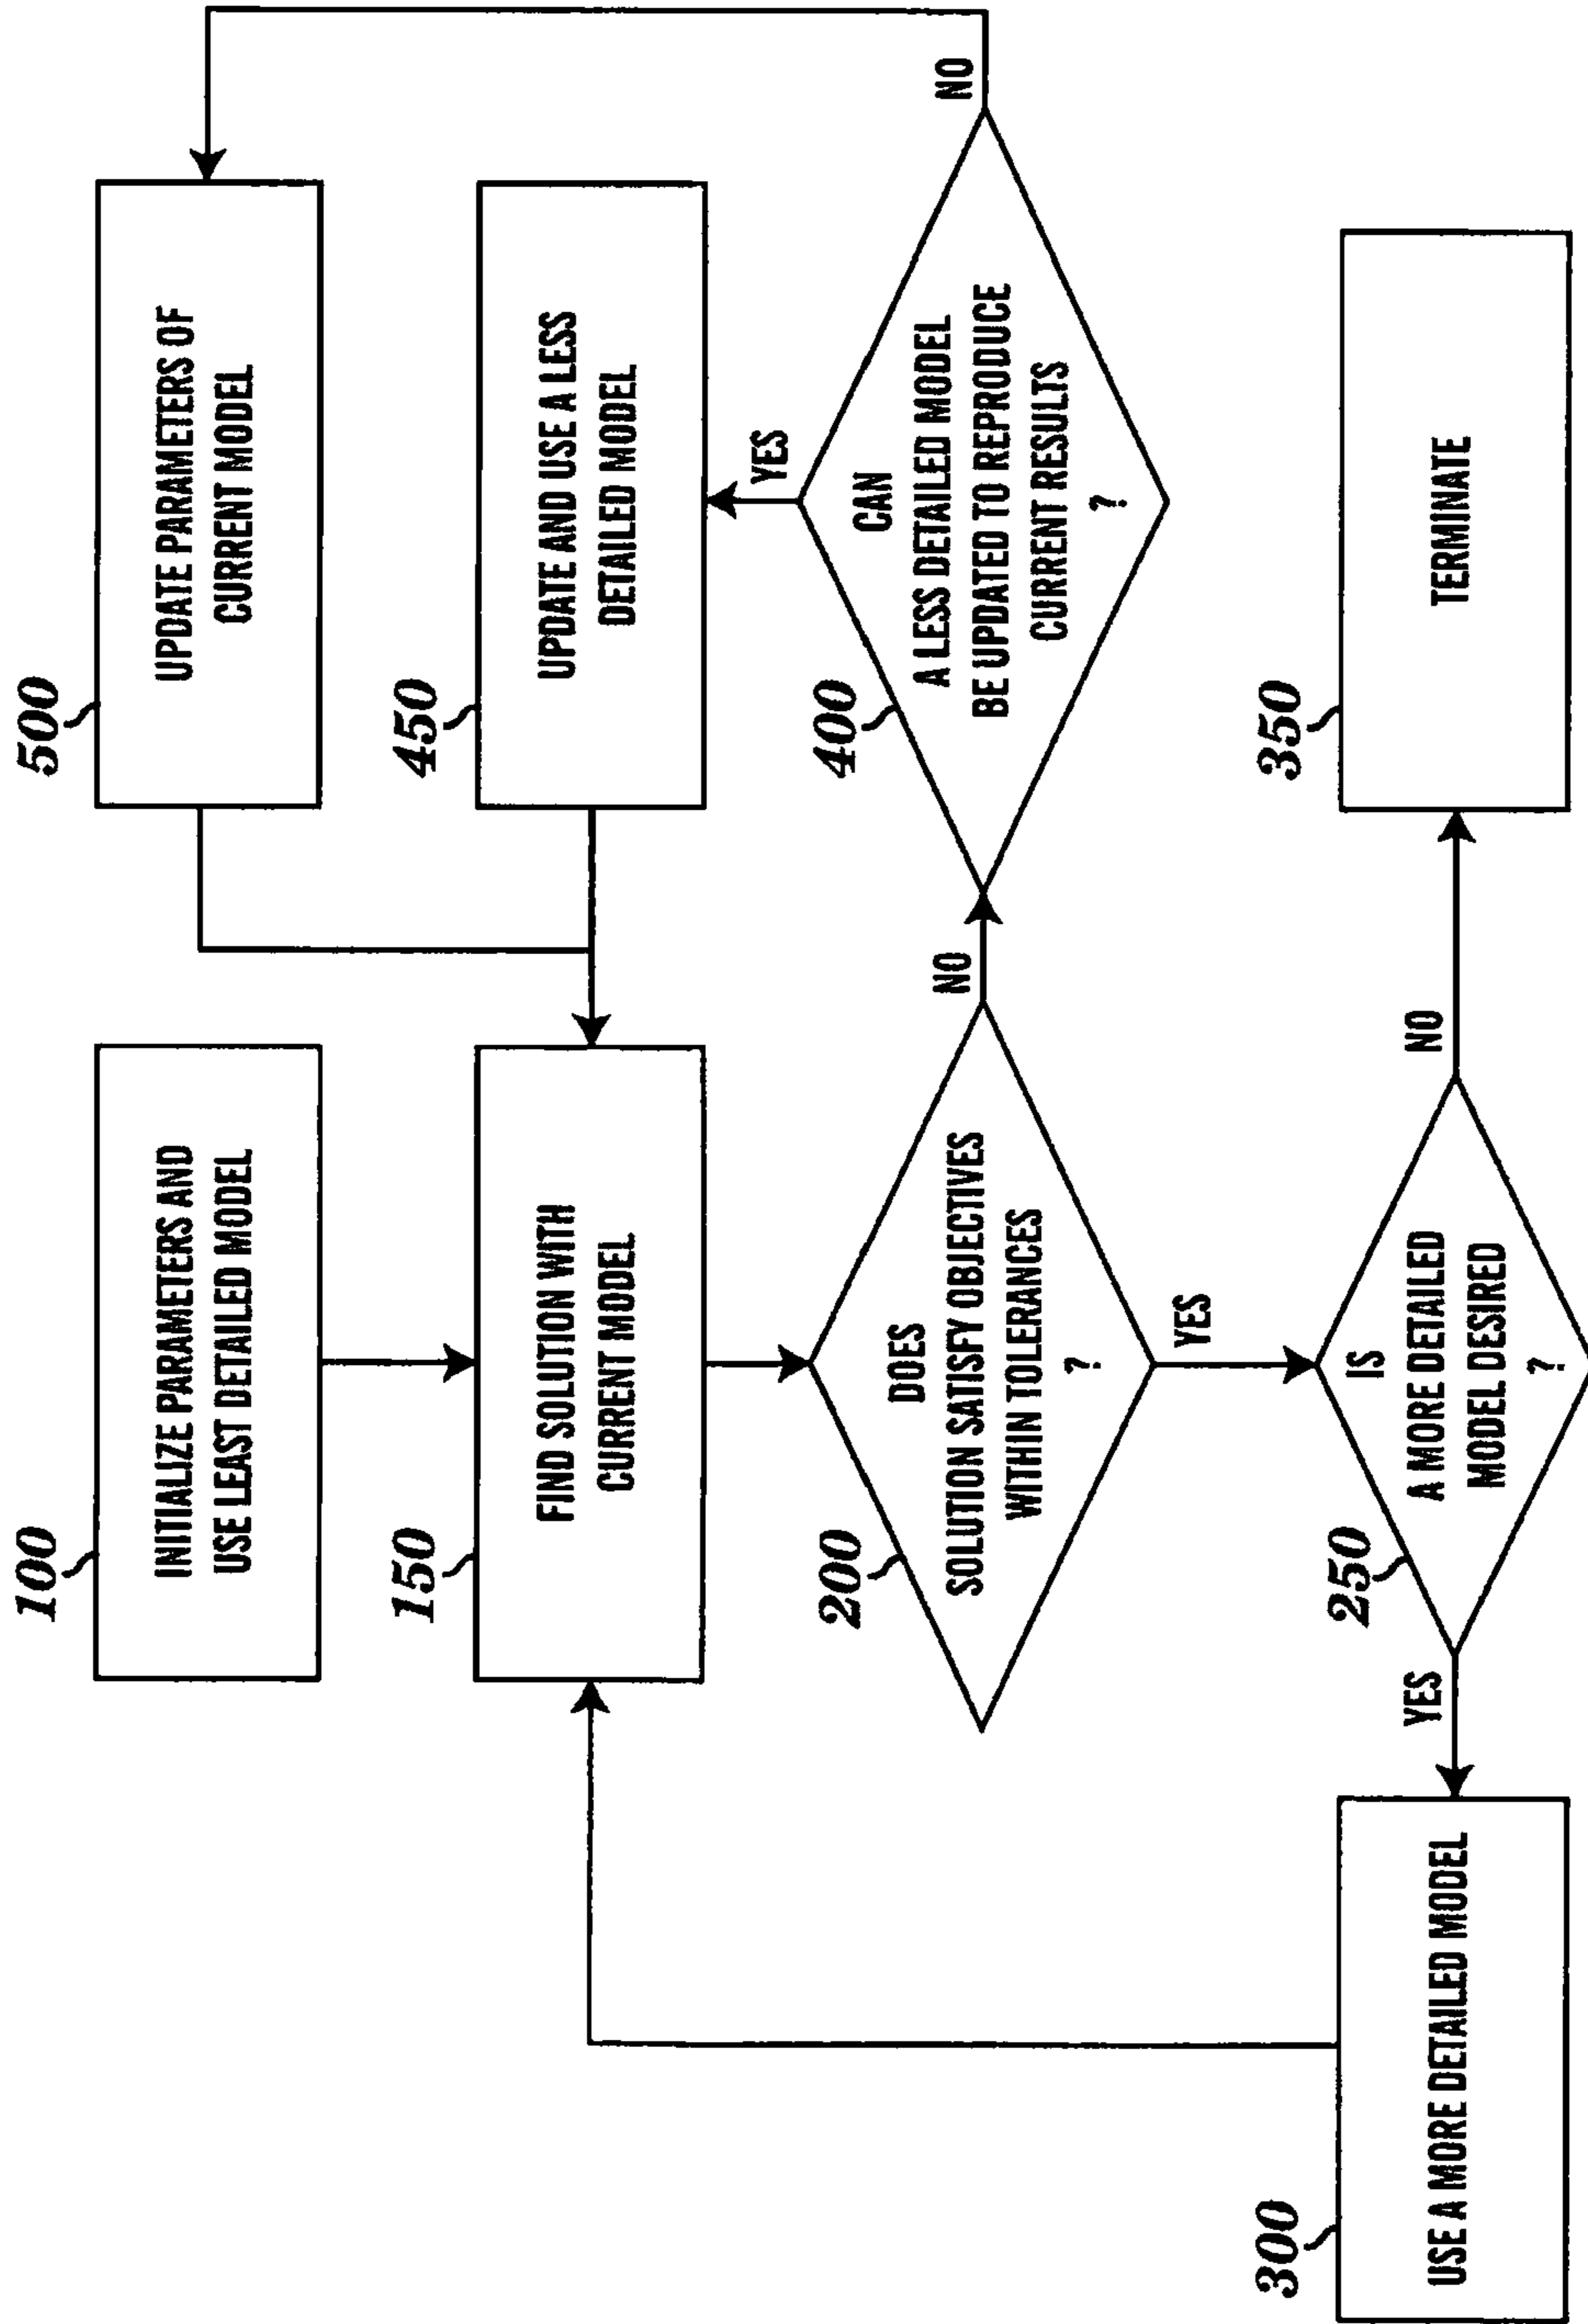 100
INITIALIZE PARAMETERS AND
USE LEAST DETAILED MODEL
500
UPDATE PARAMETERS OF
CURRENT MODEL
150
FIND SOLUTION WITH
CURRENT MODEL
450
UPDATE AND USE A LESS
DETAILED MODEL
YES
200
DOES
SOLUTION SATISFY OBJECTIVES
WITHIN TOLERANCES
?
NO
400
CAN
A LESS DETAILED MODEL
BE UPDATED TO REPRODUCE
CURRENT RESULTS
?
NO
YES
300
USE A MORE DETAILED MODEL
YES
250
IS
A MORE DETAILED
MODEL DESIRED
?
NO
350
TERMINATE